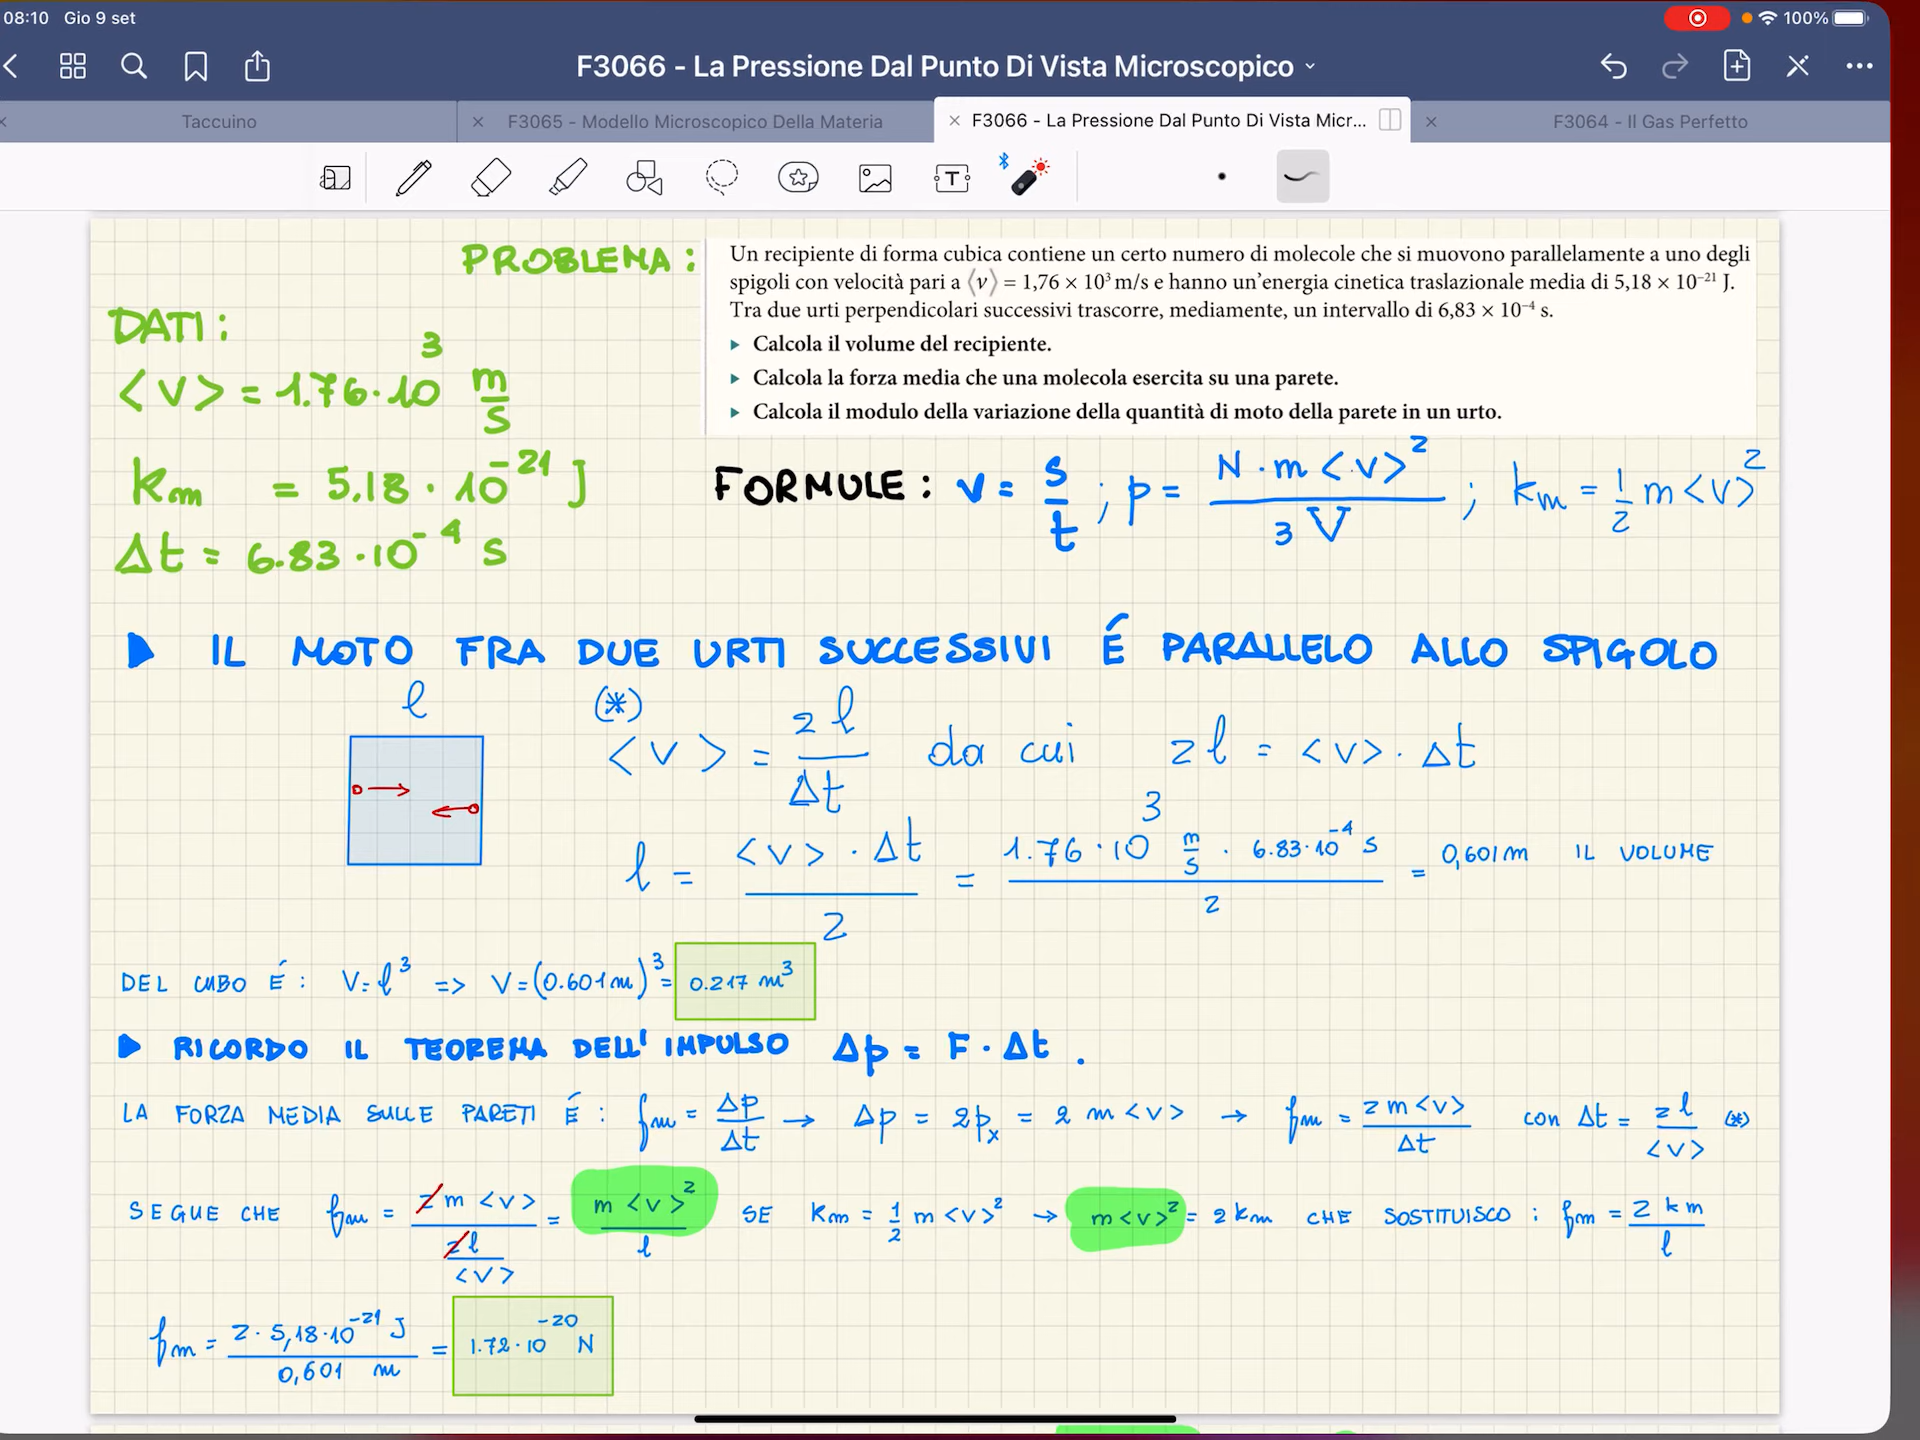 08:10 Gio 9 set
100%
F3066 - La Pressione Dal Punto Di Vista Microscopico
Taccuino
F3065 - Modello Microscopico Della Materia
F3066 - La Pressione Dal Punto Di Vista Micr...
F3064 - Il Gas Perfetto
PROBLEMA:
Un recipiente di forma cubica contiene un certo numero di molecole che si muovono parallelamente a uno degli
spigoli con velocità pari a ⟨v⟩ = 1,76 × 10³ m/s e hanno un'energia cinetica traslazionale media di 5,18 × 10⁻²¹ J.
Tra due urti perpendicolari successivi trascorre, mediamente, un intervallo di 6,83 × 10⁻⁴ s.
▸ Calcola il volume del recipiente.
▸ Calcola la forza media che una molecola esercita su una parete.
▸ Calcola il modulo della variazione della quantità di moto della parete in un urto.
DATI:
<v> = 1.76·10³ m/s
Km = 5.18·10⁻²¹ J
Δt = 6.83·10⁻⁴ s
FORMULE: v = s/t ; p = N·m<v>²/3V ; Km = 1/2 m<v>²
▶ IL MOTO FRA DUE URTI SUCCESSIVI É PARALLELO ALLO SPIGOLO
l
(*)
<v> = 2l/Δt da cui 2l = <v>·Δt
l = <v>·Δt/2 = 1.76·10³ m/s · 6.83·10⁻⁴ s/2 = 0,601m IL VOLUME
DEL CUBO É: V=l³ => V=(0.601m)³= 0.217 m³
▶ RICORDO IL TEOREMA DELL'IMPULSO Δp = F·Δt.
LA FORZA MEDIA SULLE PARETI É: fm = Δp/Δt → Δp = 2px = 2 m<v> → fm = 2m<v>/Δt con Δt = 2l/<v> (*)
SEGUE CHE fm = 2m<v>/(2l/<v>) = m<v>²/l SE Km = 1/2 m<v>² → m<v>² = 2Km CHE SOSTITUISCO: fm = 2Km/l
fm = 2·5,18·10⁻²¹ J/0,601 m = 1.72·10⁻²⁰ N